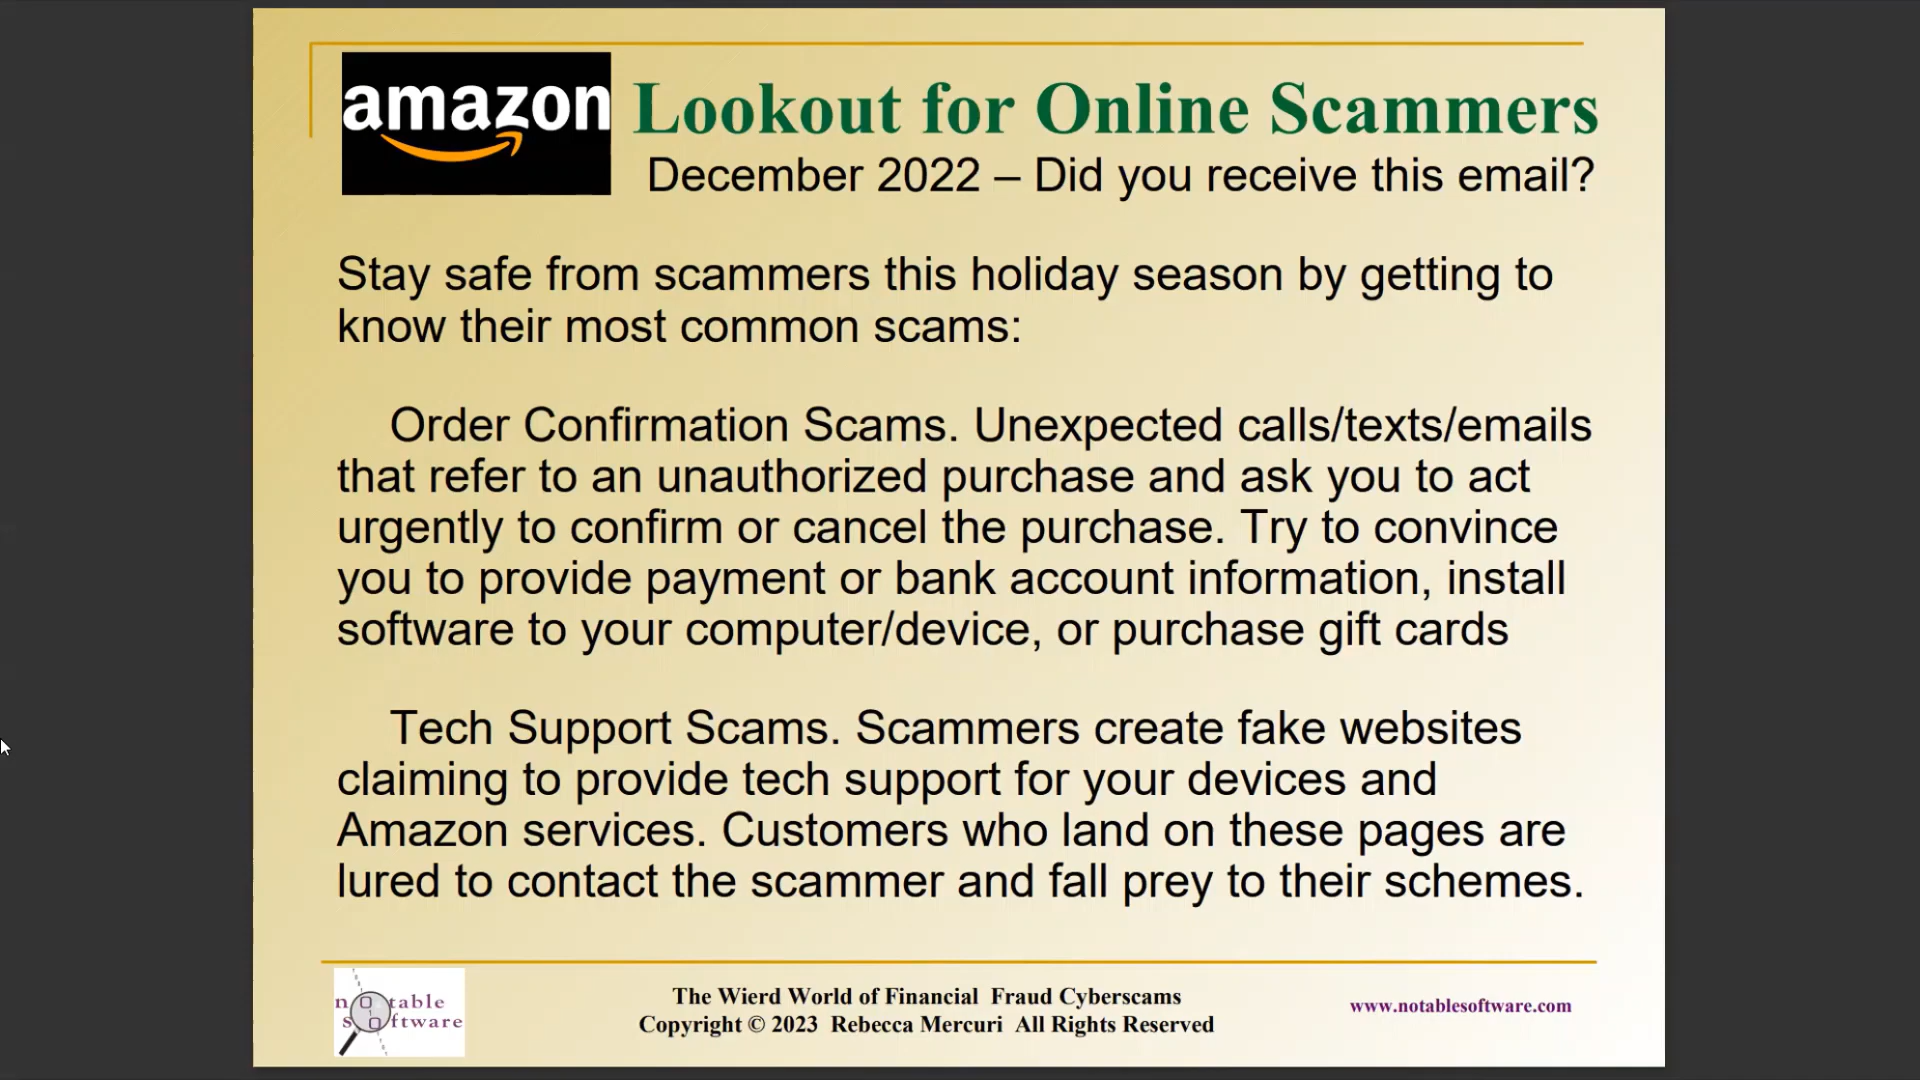 amazon
Lookout for Online Scammers
December 2022 – Did you receive this email?
Stay safe from scammers this holiday season by getting to
know their most common scams:
Order Confirmation Scams. Unexpected calls/texts/emails
that refer to an unauthorized purchase and ask you to act
urgently to confirm or cancel the purchase. Try to convince
you to provide payment or bank account information, install
software to your computer/device, or purchase gift cards
Tech Support Scams. Scammers create fake websites
claiming to provide tech support for your devices and
Amazon services. Customers who land on these pages are
lured to contact the scammer and fall prey to their schemes.
notable
software
The Wierd World of Financial Fraud Cyberscams
Copyright © 2023 Rebecca Mercuri All Rights Reserved
www.notablesoftware.com